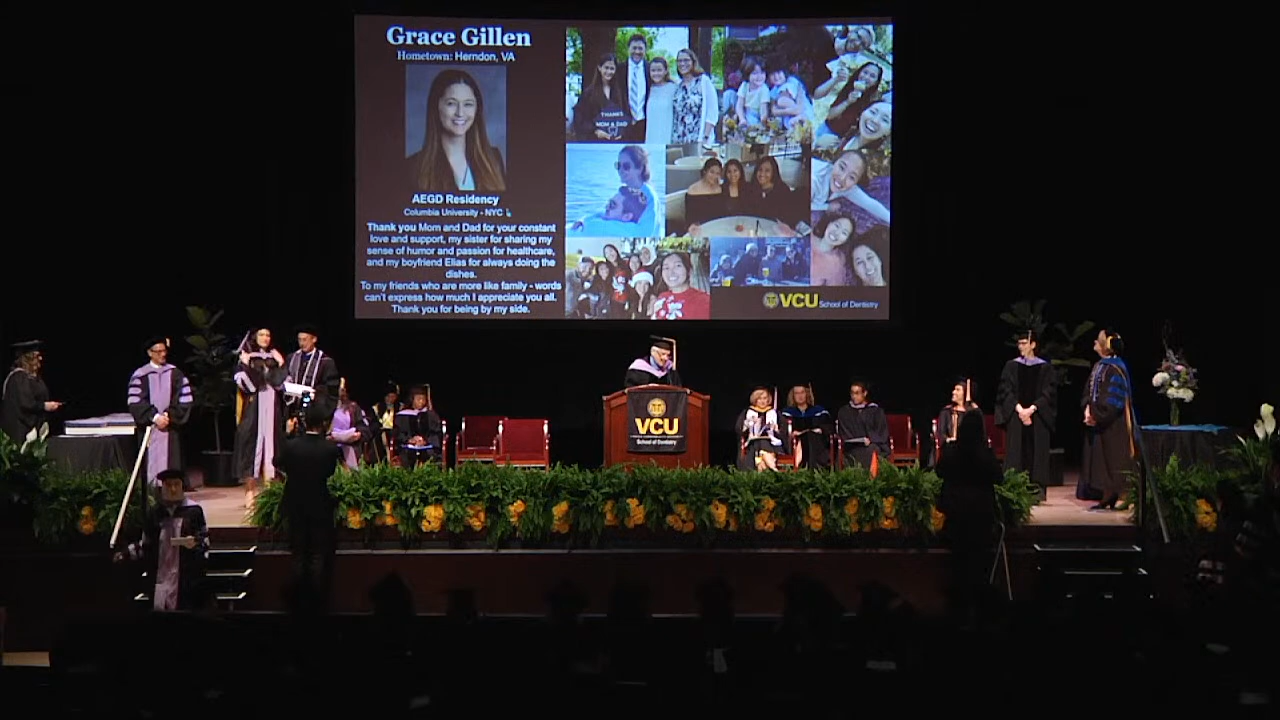 Grace Gillen
Hometown: Herndon, VA
AEGD Residency
Columbia University - NYC
Thank you Mom and Dad for your constant
love and support, my sister for sharing my
sense of humor and passion for healthcare,
and my boyfriend Elias for always doing the
dishes.
To my friends who are more like family - words
can't express how much I appreciate you all.
Thank you for being by my side.
THANKS
MOM & DAD
VCU School of Dentistry
VCU
School of Dentistry